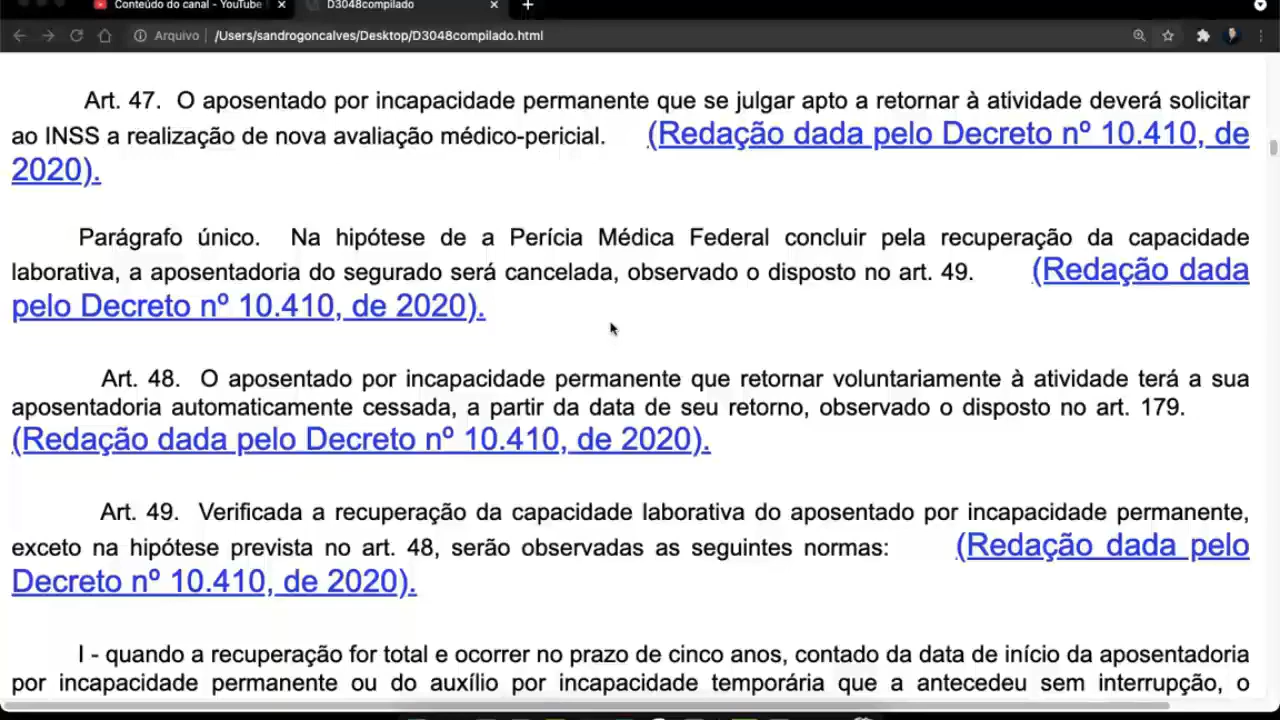 Conteúdo do canal - YouTube
D3048compilado
Arquivo
/Users/sandrogoncalves/Desktop/D3048compilado.html
Art. 47. O aposentado por incapacidade permanente que se julgar apto a retornar à atividade deverá solicitar
ao INSS a realização de nova avaliação médico-pericial. (Redação dada pelo Decreto nº 10.410, de
2020).
Parágrafo único. Na hipótese de a Perícia Médica Federal concluir pela recuperação da capacidade
laborativa, a aposentadoria do segurado será cancelada, observado o disposto no art. 49. (Redação dada
pelo Decreto nº 10.410, de 2020).
Art. 48. O aposentado por incapacidade permanente que retornar voluntariamente à atividade terá a sua
aposentadoria automaticamente cessada, a partir da data de seu retorno, observado o disposto no art. 179.
(Redação dada pelo Decreto nº 10.410, de 2020).
Art. 49. Verificada a recuperação da capacidade laborativa do aposentado por incapacidade permanente,
exceto na hipótese prevista no art. 48, serão observadas as seguintes normas: (Redação dada pelo
Decreto nº 10.410, de 2020).
I - quando a recuperação for total e ocorrer no prazo de cinco anos, contado da data de início da aposentadoria
por incapacidade permanente ou do auxílio por incapacidade temporária que a antecedeu sem interrupção, o